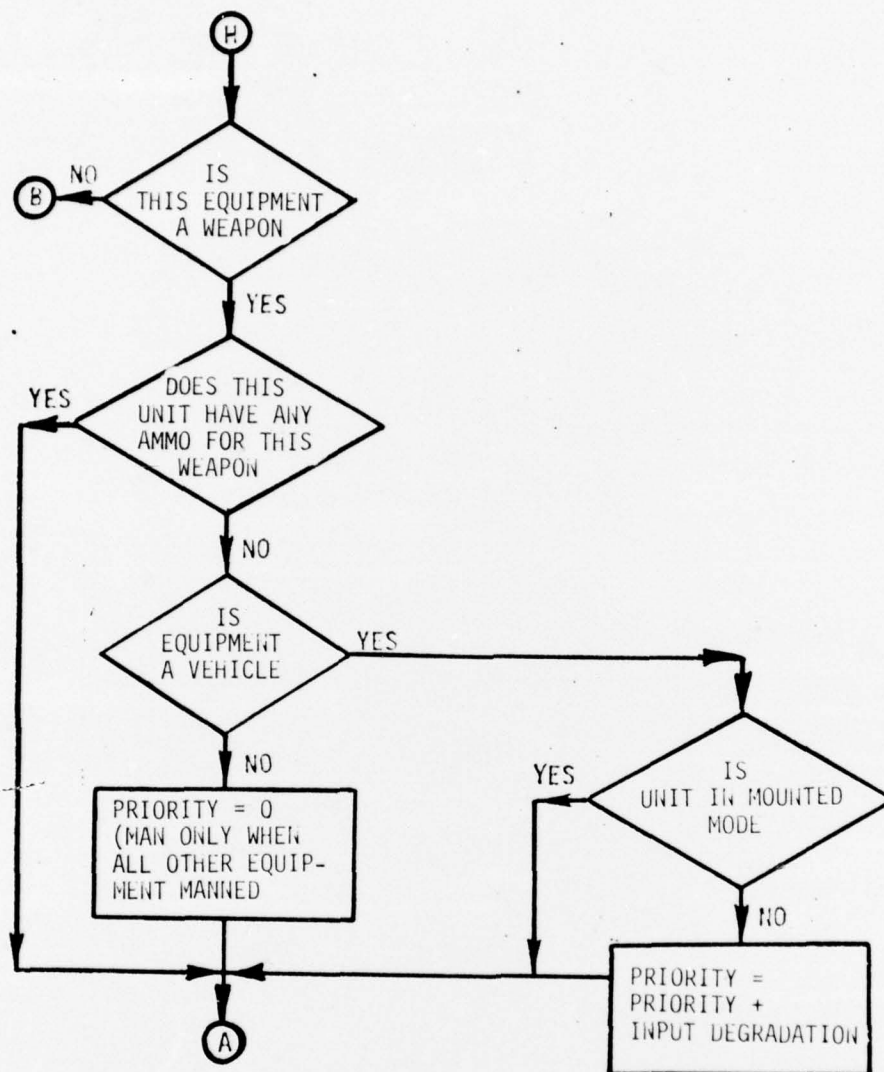 H
IS
THIS EQUIPMENT
A WEAPON
NO
B
YES
DOES THIS
UNIT HAVE ANY
AMMO FOR THIS
WEAPON
YES
NO
IS
EQUIPMENT
A VEHICLE
YES
NO
PRIORITY = 0
(MAN ONLY WHEN
ALL OTHER EQUIP-
MENT MANNED
IS
UNIT IN MOUNTED
MODE
YES
NO
PRIORITY =
PRIORITY +
INPUT DEGRADATION
A